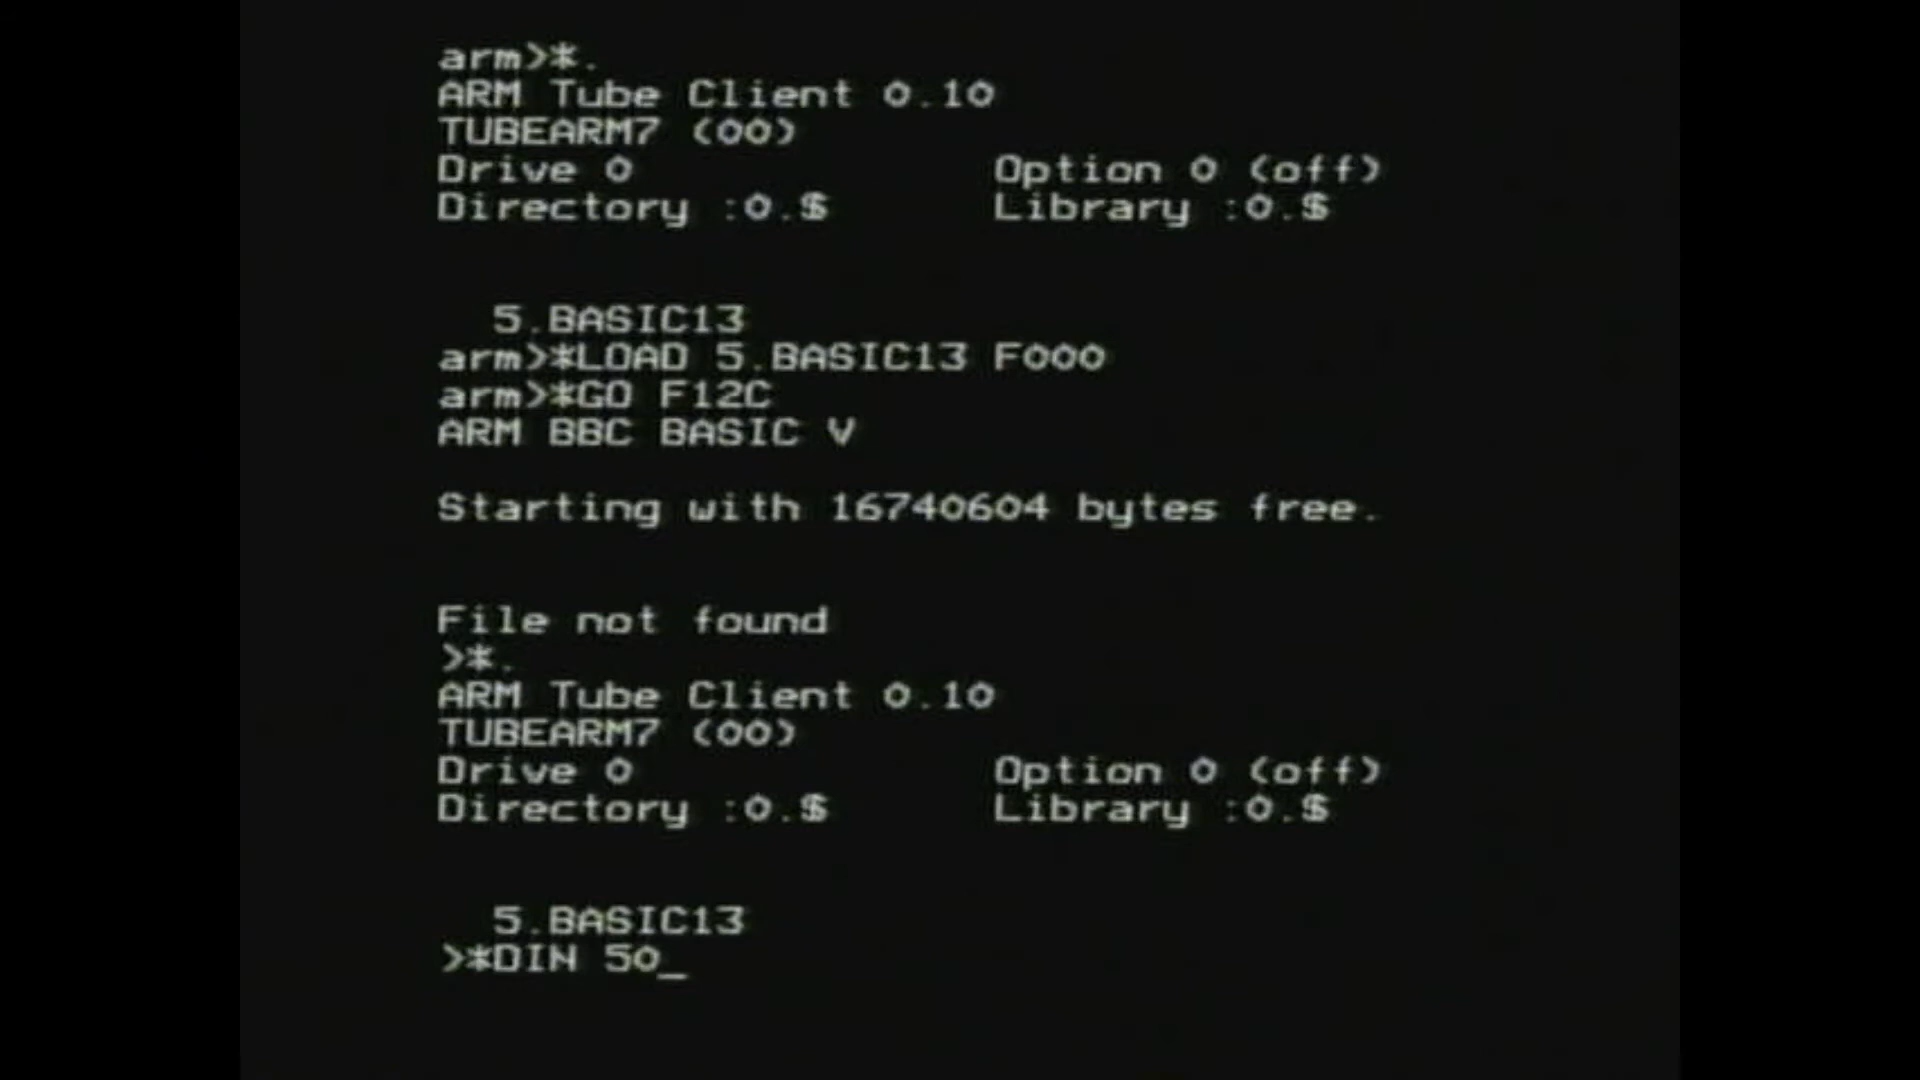 arm>*.
ARM Tube Client 0.10
TUBEARM7 (00)
Drive 0 Option 0 (off)
Directory :0.$ Library :0.$
5.BASIC13
arm>*LOAD 5.BASIC13 F000
arm>*GO F12C
ARM BBC BASIC V
Starting with 16740604 bytes free.
File not found
>*.
ARM Tube Client 0.10
TUBEARM7 (00)
Drive 0 Option 0 (off)
Directory :0.$ Library :0.$
5.BASIC13
>*DIN 50_